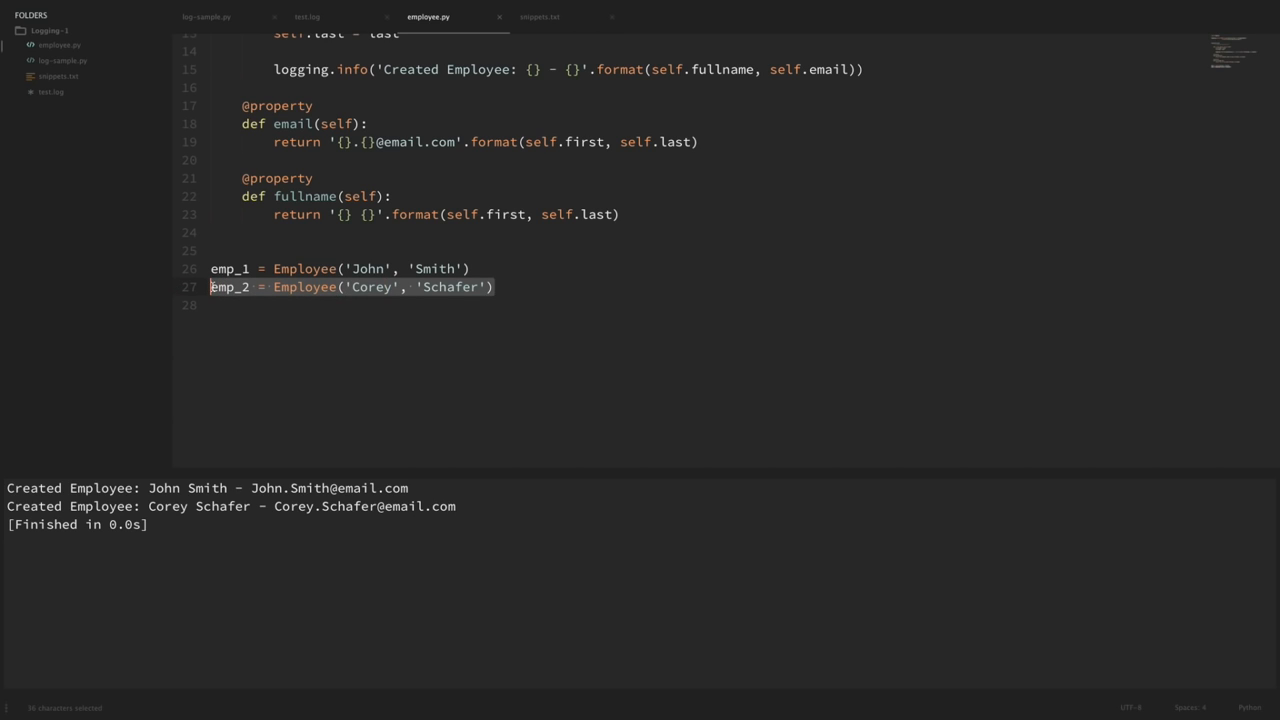 FOLDERS
Logging-1
employee.py
log-sample.py
snippets.txt
test.log
log-sample.py × test.log × employee.py × snippets.txt ×
13 self.last = last
14
15 logging.info('Created Employee: {} - {}'.format(self.fullname, self.email))
16
17 @property
18 def email(self):
19 return '{}.{}@email.com'.format(self.first, self.last)
20
21 @property
22 def fullname(self):
23 return '{} {}'.format(self.first, self.last)
24
25
26 emp_1 = Employee('John', 'Smith')
27 emp_2 = Employee('Corey', 'Schafer')
28
Created Employee: John Smith - John.Smith@email.com
Created Employee: Corey Schafer - Corey.Schafer@email.com
[Finished in 0.0s]
36 characters selected
UTF-8 Spaces: 4 Python